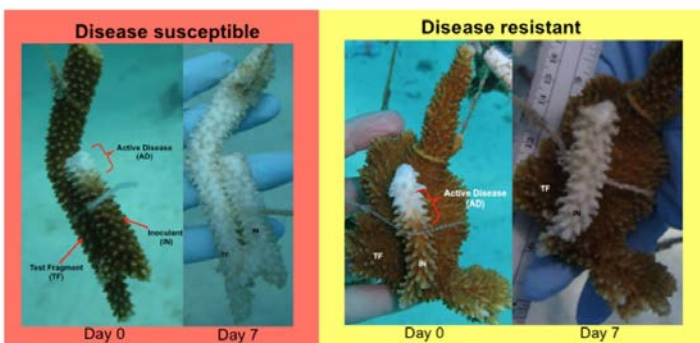 Disease susceptible
Active Disease
(AD)
Inoculant
(IN)
Test Fragment
(TF)
IN
TF
Day 0
Day 7
Disease resistant
Active Disease
(AD)
TF
IN
TF
IN
Day 0
Day 7